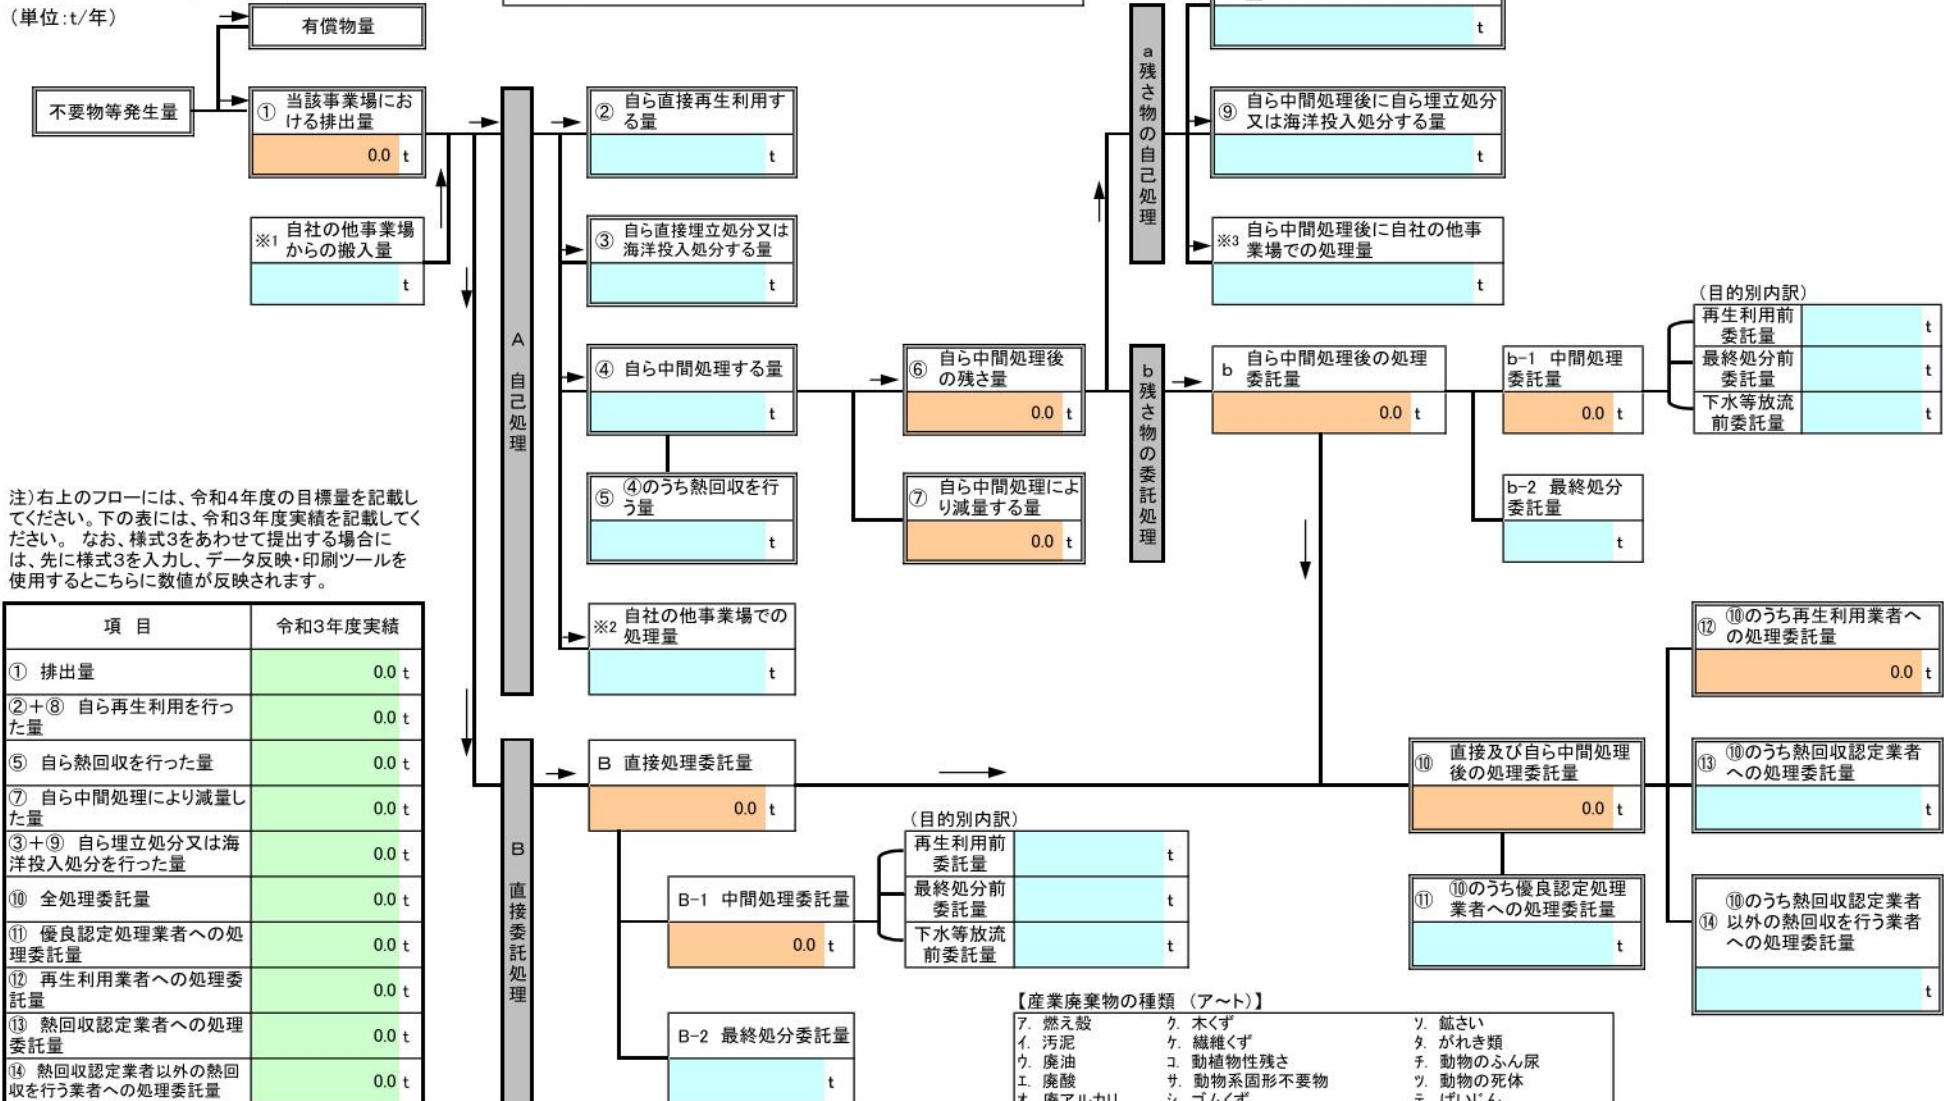 (単位:t/年)
有償物量
t
不要物等発生量
① 当該事業場にお
ける排出量
0.0 t
※1 自社の他事業場
からの搬入量
t
A 自己処理
② 自ら直接再生利用す
る量
t
③ 自ら直接埋立処分又は
海洋投入処分する量
t
④ 自ら中間処理する量
t
⑤ ④のうち熱回収を行
う量
t
※2 自社の他事業場での
処理量
t
⑥ 自ら中間処理後
の残さ量
0.0 t
⑦ 自ら中間処理によ
り減量する量
0.0 t
a 残さ物の自己処理
⑨ 自ら中間処理後に自ら埋立処分
又は海洋投入処分する量
t
※3 自ら中間処理後に自社の他事
業場での処理量
t
b 残さ物の委託処理
b 自ら中間処理後の処理
委託量
0.0 t
b-1 中間処理
委託量
0.0 t
(目的別内訳)
再生利用前
委託量 t
最終処分前
委託量 t
下水等放流
前委託量 t
b-2 最終処分
委託量
t
注)右上のフローには、令和4年度の目標量を記載し
てください。下の表には、令和3年度実績を記載してく
ださい。 なお、様式3をあわせて提出する場合に
は、先に様式3を入力し、データ反映・印刷ツールを
使用するとこちらに数値が反映されます。
項 目 令和3年度実績
① 排出量 0.0 t
②+⑧ 自ら再生利用を行っ
た量 0.0 t
⑤ 自ら熱回収を行った量 0.0 t
⑦ 自ら中間処理により減量し
た量 0.0 t
③+⑨ 自ら埋立処分又は海
洋投入処分を行った量 0.0 t
⑩ 全処理委託量 0.0 t
⑪ 優良認定処理業者への処
理委託量 0.0 t
⑫ 再生利用業者への処理委
託量 0.0 t
⑬ 熱回収認定業者への処理
委託量 0.0 t
⑭ 熱回収認定業者以外の熱回
収を行う業者への処理委託量 0.0 t
B 直接委託処理
B 直接処理委託量
0.0 t
B-1 中間処理委託量
0.0 t
(目的別内訳)
再生利用前
委託量 t
最終処分前
委託量 t
下水等放流
前委託量 t
B-2 最終処分委託量
t
⑩ 直接及び自ら中間処理
後の処理委託量
0.0 t
⑪ ⑩のうち優良認定処理
業者への処理委託量
t
⑫ ⑩のうち再生利用業者へ
の処理委託量
0.0 t
⑬ ⑩のうち熱回収認定業者
への処理委託量
t
⑭ ⑩のうち熱回収認定業者
以外の熱回収を行う業者
への処理委託量
t
【産業廃棄物の種類 (ア~ト)】
ア. 燃え殻 ク. 木くず ソ. 鉱さい
イ. 汚泥 ケ. 繊維くず タ. がれき類
ウ. 廃油 コ. 動植物性残さ チ. 動物のふん尿
エ. 廃酸 サ. 動物系固形不要物 ツ. 動物の死体
オ. 廃アルカリ シ. ゴムくず テ. ばいじん